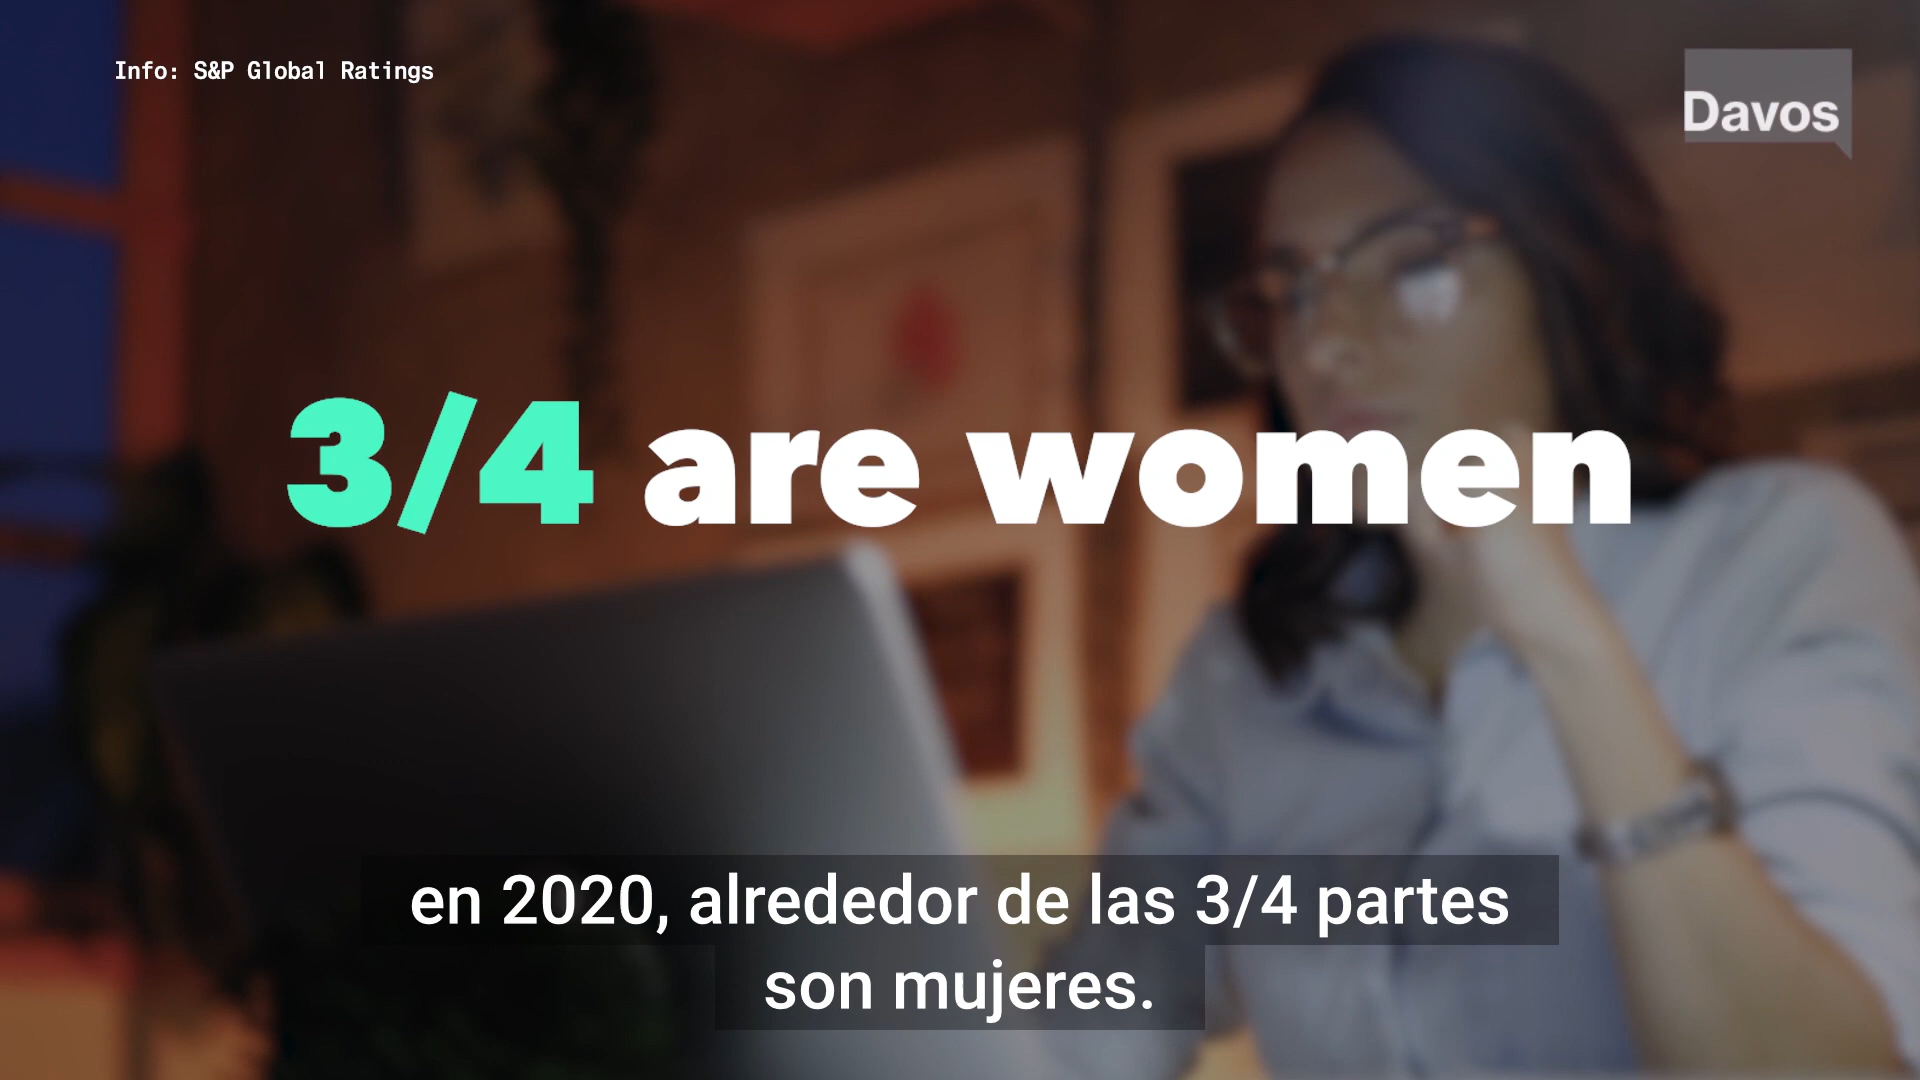 Info: S&P Global Ratings
Davos
3/4 are women
en 2020, alrededor de las 3/4 partes
son mujeres.